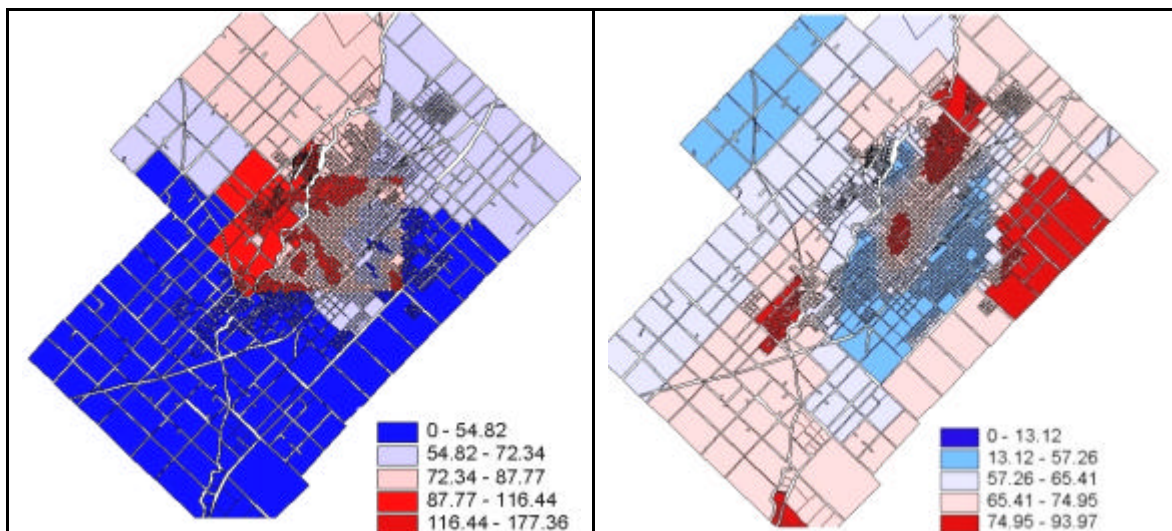 0 - 54.82
54.82 - 72.34
72.34 - 87.77
87.77 - 116.44
116.44 - 177.36
0 - 13.12
13.12 - 57.26
57.26 - 65.41
65.41 - 74.95
74.95 - 93.97